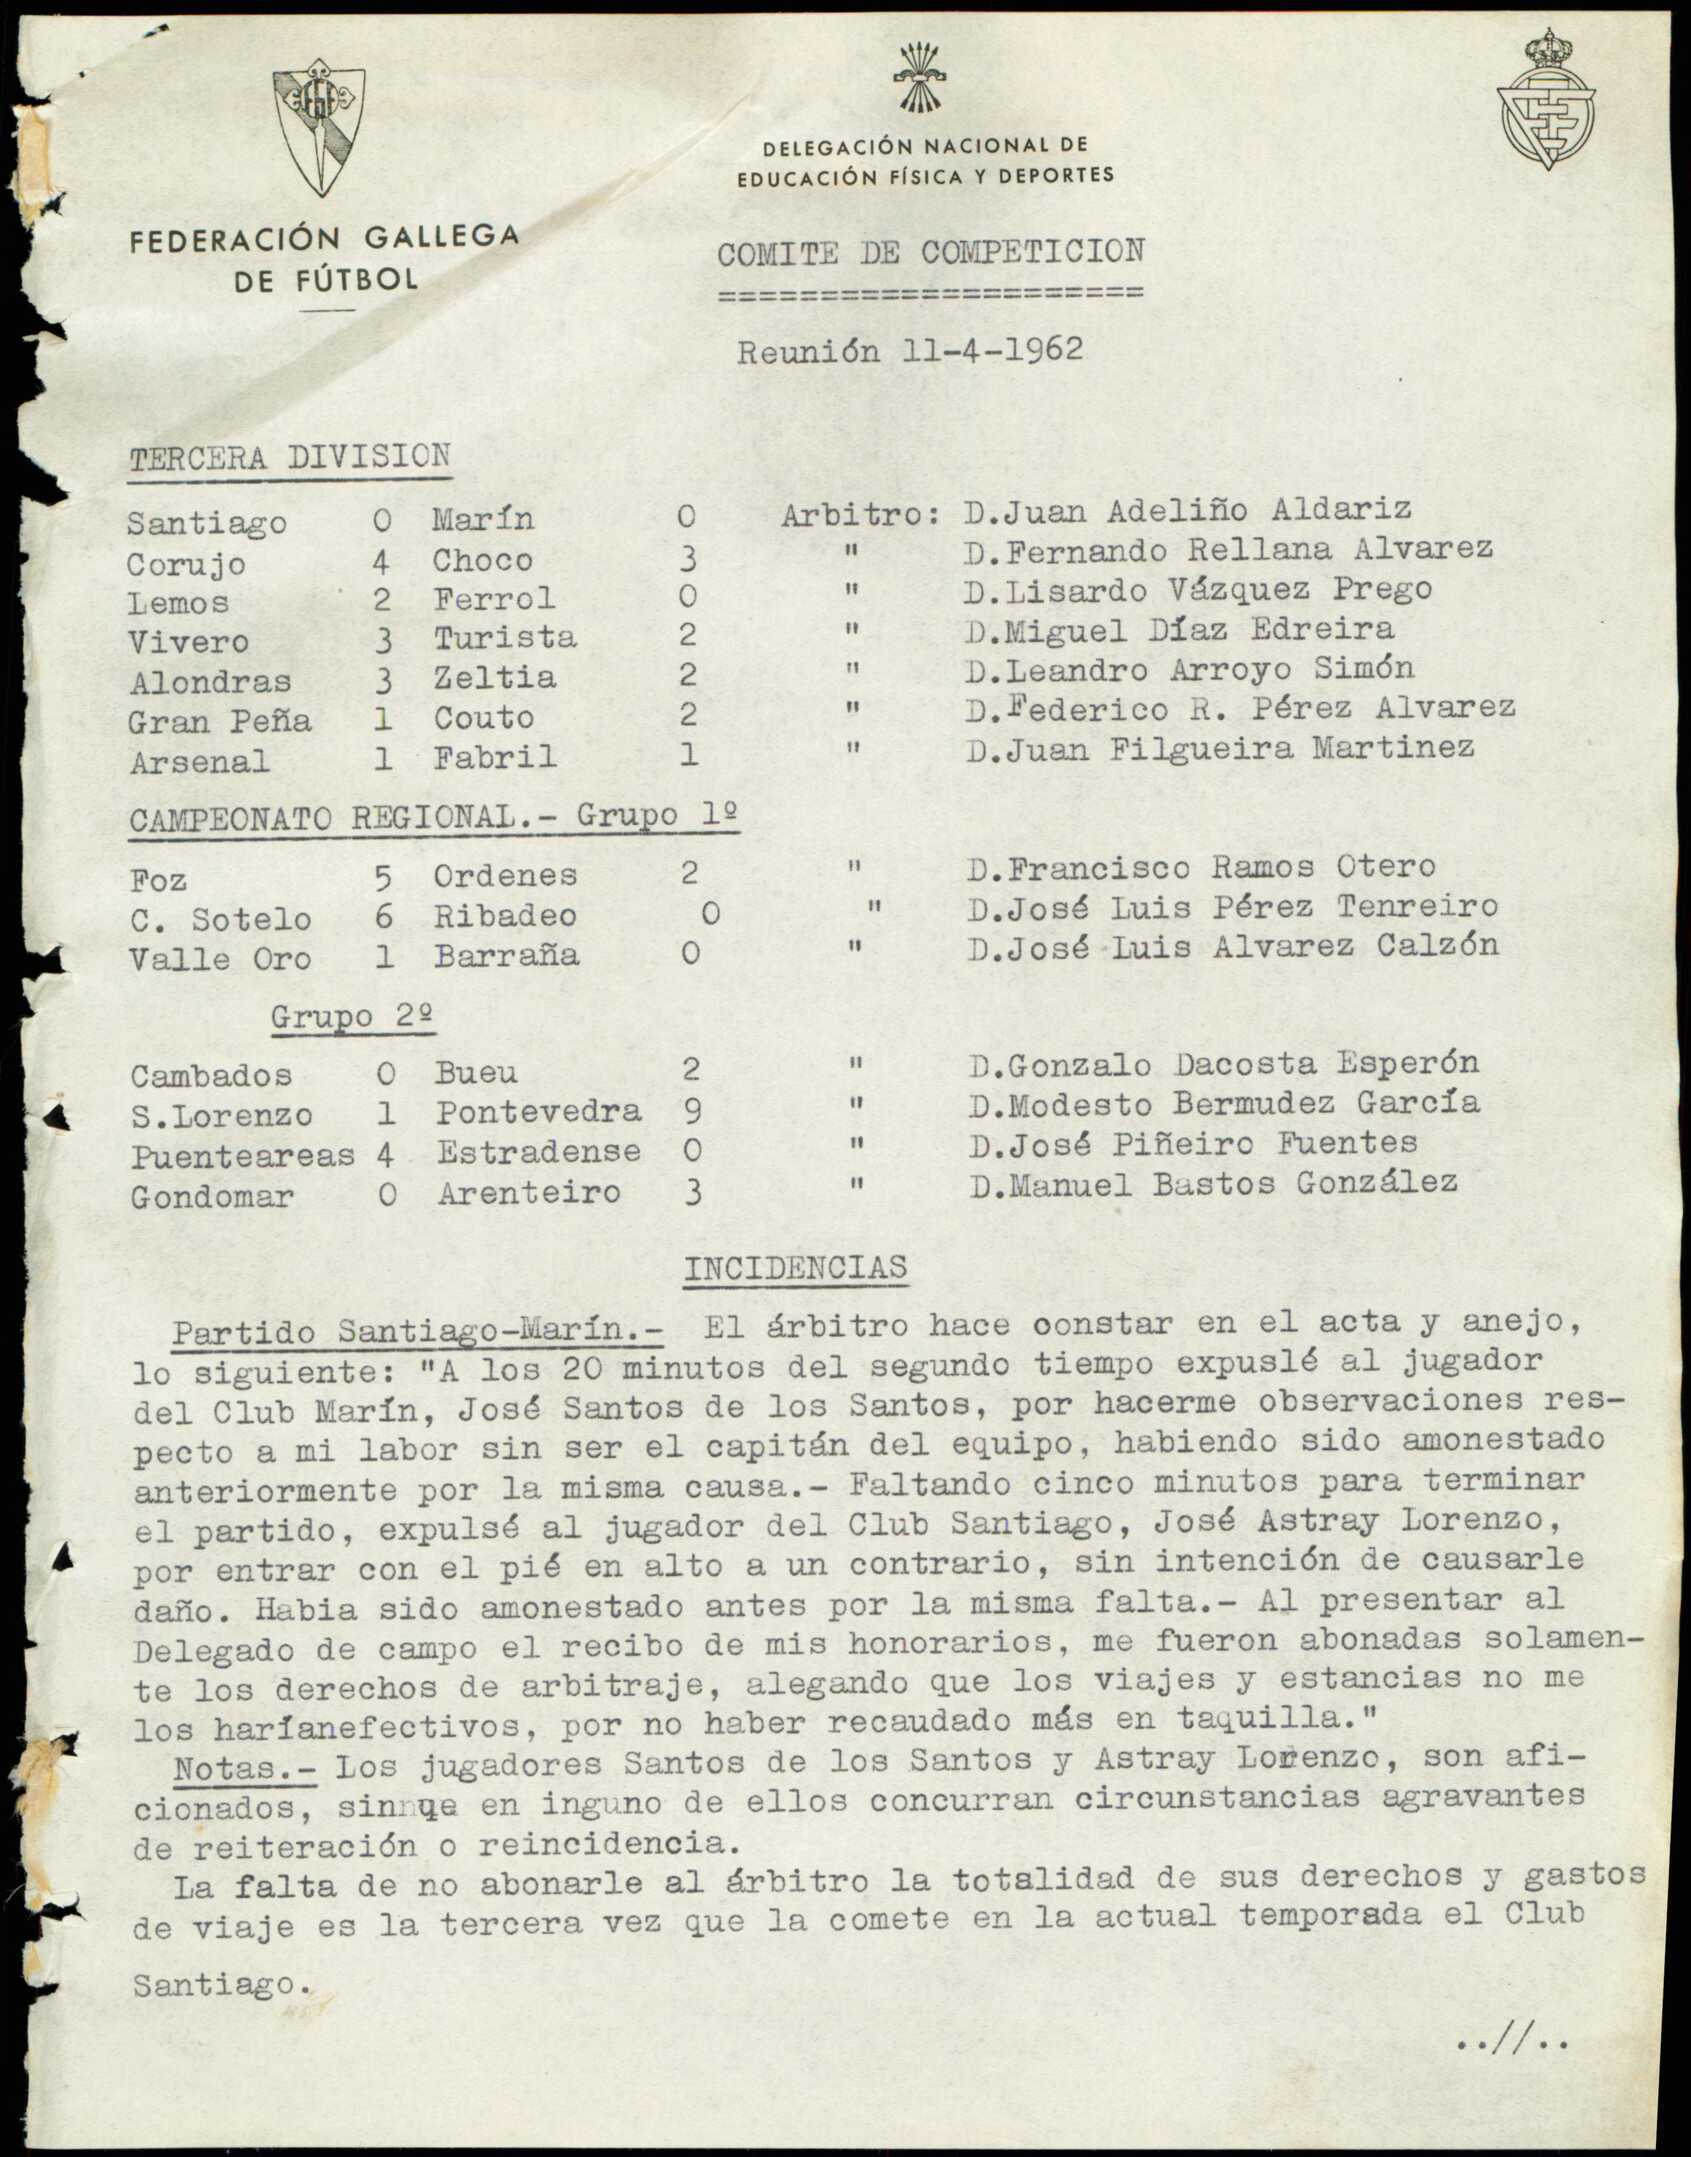 FEDERACIÓN GALLEGA
DE FÚTBOL
DELEGACIÓN NACIONAL DE
EDUCACIÓN FÍSICA Y DEPORTES
COMITE DE COMPETICION
=====================
Reunión 11-4-1962
TERCERA DIVISION
Santiago 0 Marín 0 Arbitro: D.Juan Adeliño Aldariz
Corujo 4 Choco 3 " D.Fernando Rellana Alvarez
Lemos 2 Ferrol 0 " D.Lisardo Vázquez Prego
Vivero 3 Turista 2 " D.Miguel Díaz Edreira
Alondras 3 Zeltia 2 " D.Leandro Arroyo Simón
Gran Peña 1 Couto 2 " D.Federico R. Pérez Alvarez
Arsenal 1 Fabril 1 " D.Juan Filgueira Martinez
CAMPEONATO REGIONAL.- Grupo 1º
Foz 5 Ordenes 2 " D.Francisco Ramos Otero
C. Sotelo 6 Ribadeo 0 " D.José Luis Pérez Tenreiro
Valle Oro 1 Barraña 0 " D.José Luis Alvarez Calzón
Grupo 2º
Cambados 0 Bueu 2 " D.Gonzalo Dacosta Esperón
S.Lorenzo 1 Pontevedra 9 " D.Modesto Bermudez García
Puenteareas 4 Estradense 0 " D.José Piñeiro Fuentes
Gondomar 0 Arenteiro 3 " D.Manuel Bastos González
INCIDENCIAS
Partido Santiago-Marín.- El árbitro hace constar en el acta y anejo,
lo siguiente: "A los 20 minutos del segundo tiempo expuslé al jugador
del Club Marín, José Santos de los Santos, por hacerme observaciones res-
pecto a mi labor sin ser el capitán del equipo, habiendo sido amonestado
anteriormente por la misma causa.- Faltando cinco minutos para terminar
el partido, expulsé al jugador del Club Santiago, José Astray Lorenzo,
por entrar con el pié en alto a un contrario, sin intención de causarle
daño. Habia sido amonestado antes por la misma falta.- Al presentar al
Delegado de campo el recibo de mis honorarios, me fueron abonadas solamen-
te los derechos de arbitraje, alegando que los viajes y estancias no me
los haríanefectivos, por no haber recaudado más en taquilla."
Notas.- Los jugadores Santos de los Santos y Astray Lorenzo, son afi-
cionados, sinnqe en inguno de ellos concurran circunstancias agravantes
de reiteración o reincidencia.
La falta de no abonarle al árbitro la totalidad de sus derechos y gastos
de viaje es la tercera vez que la comete en la actual temporada el Club
Santiago.
..//..